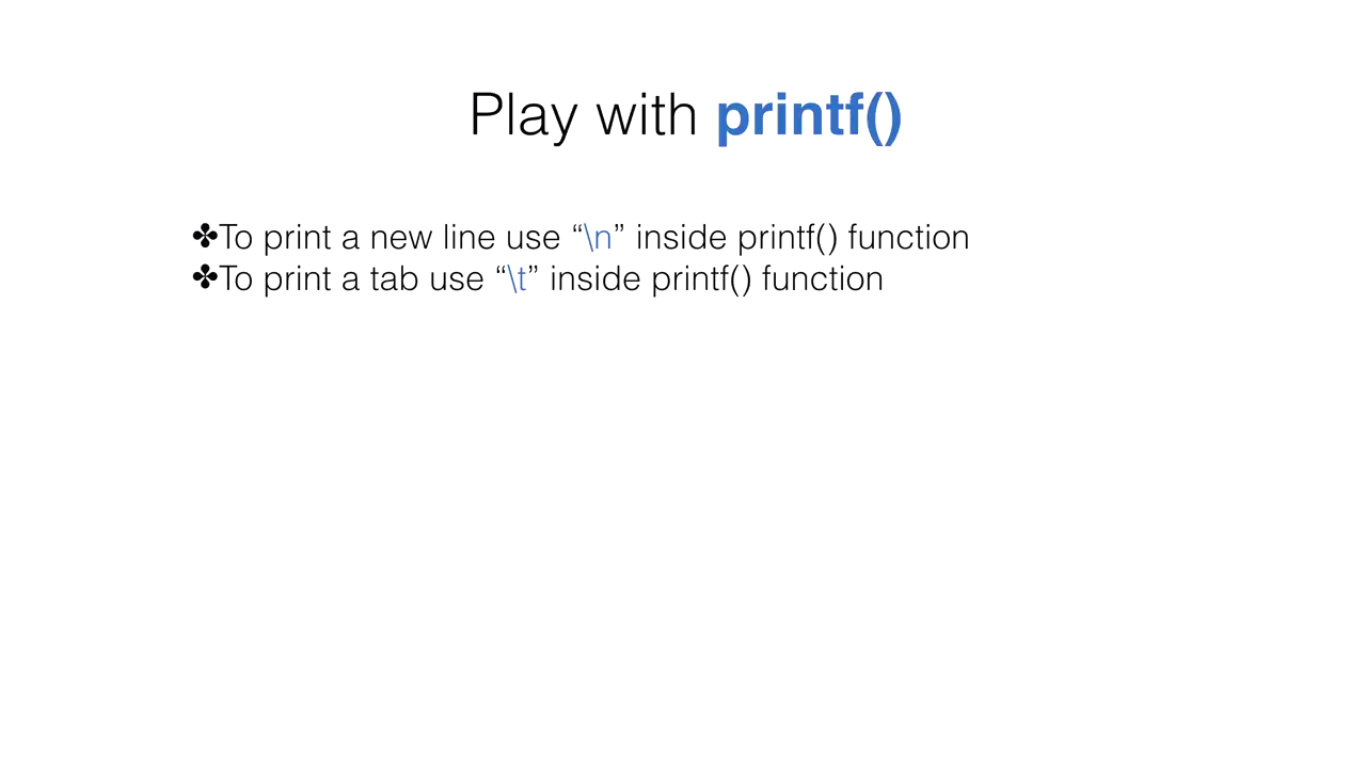 Play with printf()
✤To print a new line use “\n” inside printf() function
✤To print a tab use “\t” inside printf() function